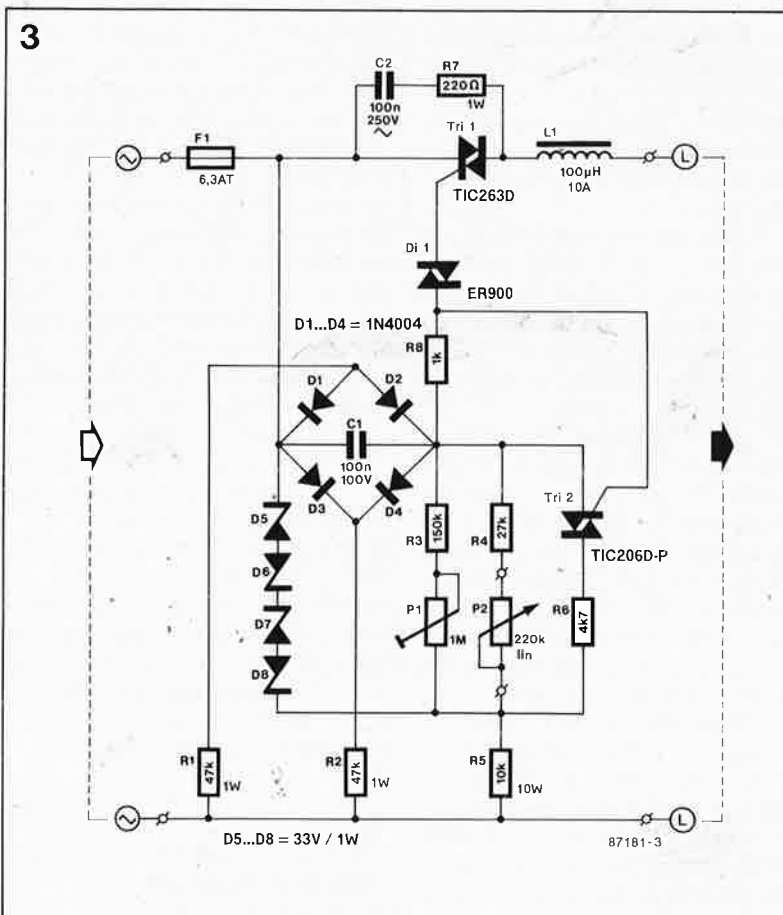 3
C2
100n
250V
~
R7
220Ω
1W
Tri 1
TIC263D
L1
100µH
10A
F1
6,3AT
~
L
Di 1
ER900
D1...D4 = 1N4004
R8
1k
D1
D2
C1
100n
100V
D3
D4
D5
D6
D7
D8
R3
150k
R4
27k
Tri 2
TIC206D-P
P1
1M
P2
220k
lin
R6
4k7
R1
47k
1W
R2
47k
1W
R5
10k
10W
~
L
D5...D8 = 33V / 1W
87181-3